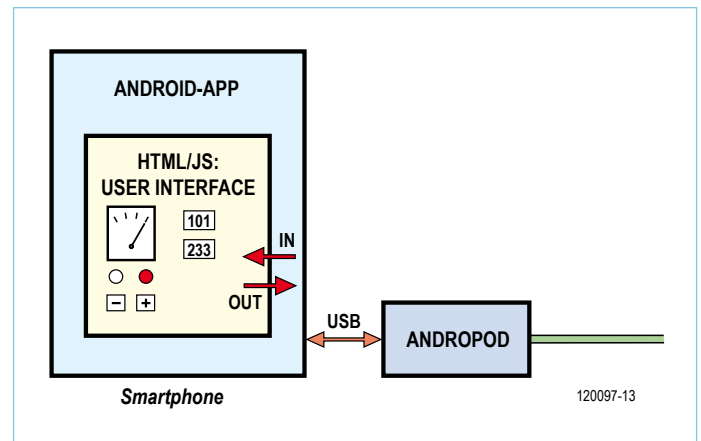 ANDROID-APP
HTML/JS:
USER INTERFACE
101
233
IN
OUT
− +
USB
ANDROPOD
Smartphone
120097-13